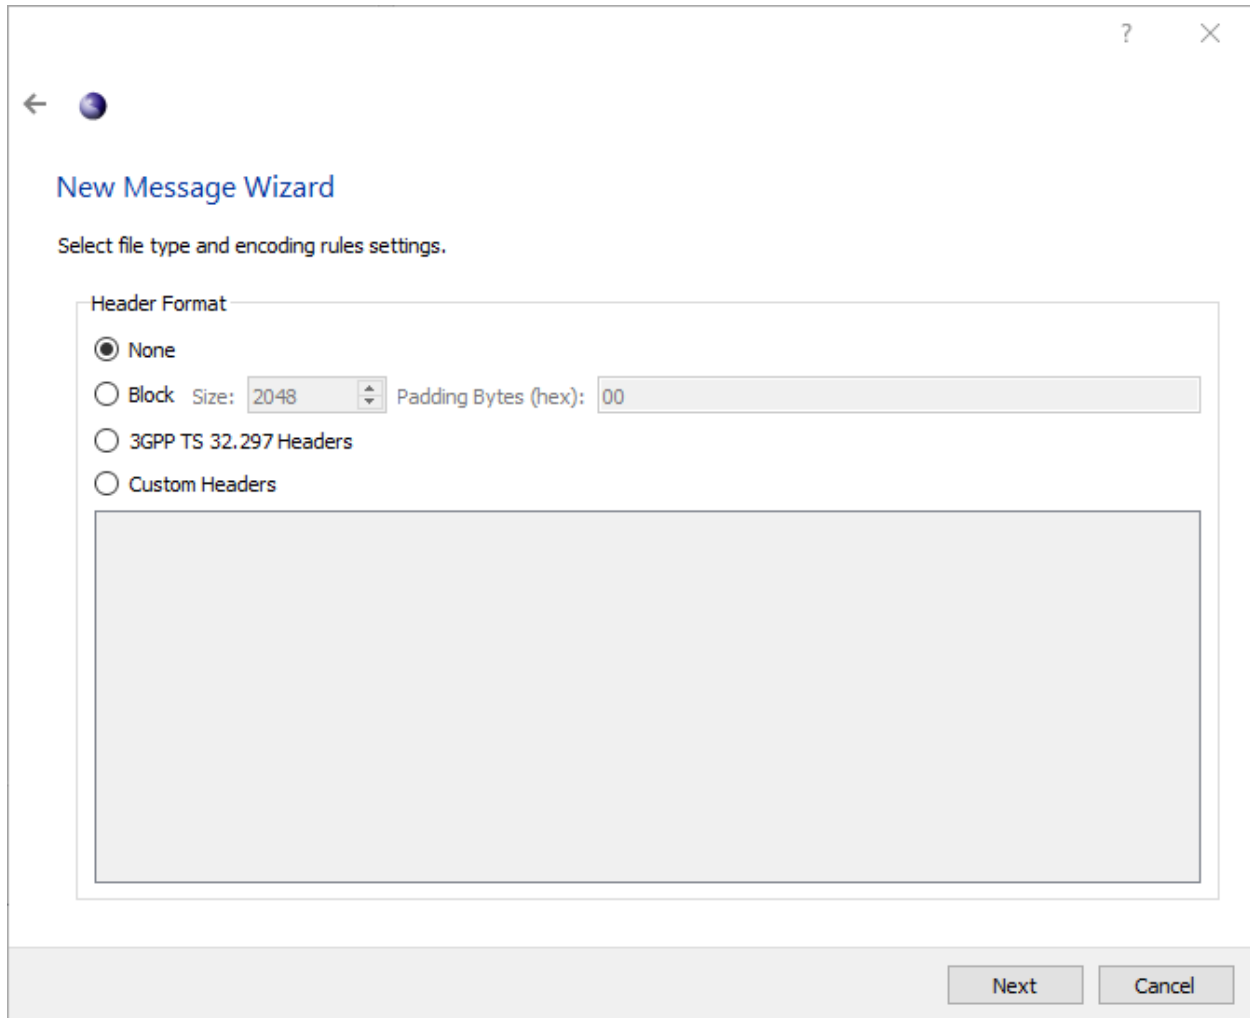 ?
New Message Wizard
Select file type and encoding rules settings.
Header Format
None
Block Size: 2048 Padding Bytes (hex): 00
3GPP TS 32.297 Headers
Custom Headers
Next Cancel